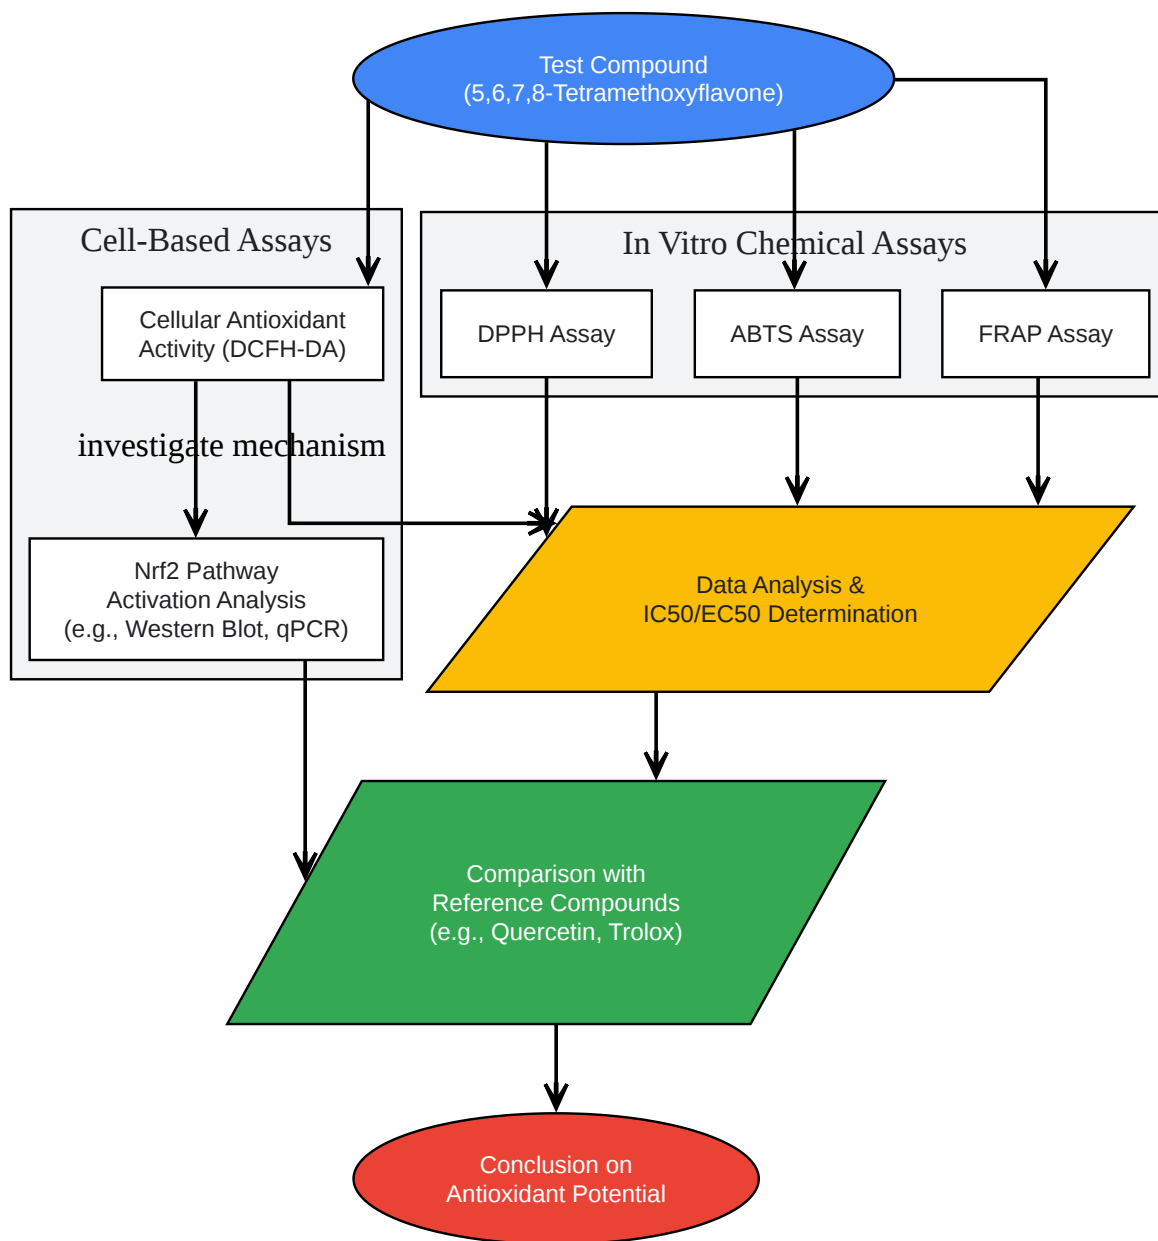 Test Compound
(5,6,7,8-Tetramethoxyflavone)
Cell-Based Assays
In Vitro Chemical Assays
Cellular Antioxidant
Activity (DCFH-DA)
DPPH Assay
ABTS Assay
FRAP Assay
investigate mechanism
Nrf2 Pathway
Activation Analysis
(e.g., Western Blot, qPCR)
Data Analysis &
IC50/EC50 Determination
Comparison with
Reference Compounds
(e.g., Quercetin, Trolox)
Conclusion on
Antioxidant Potential